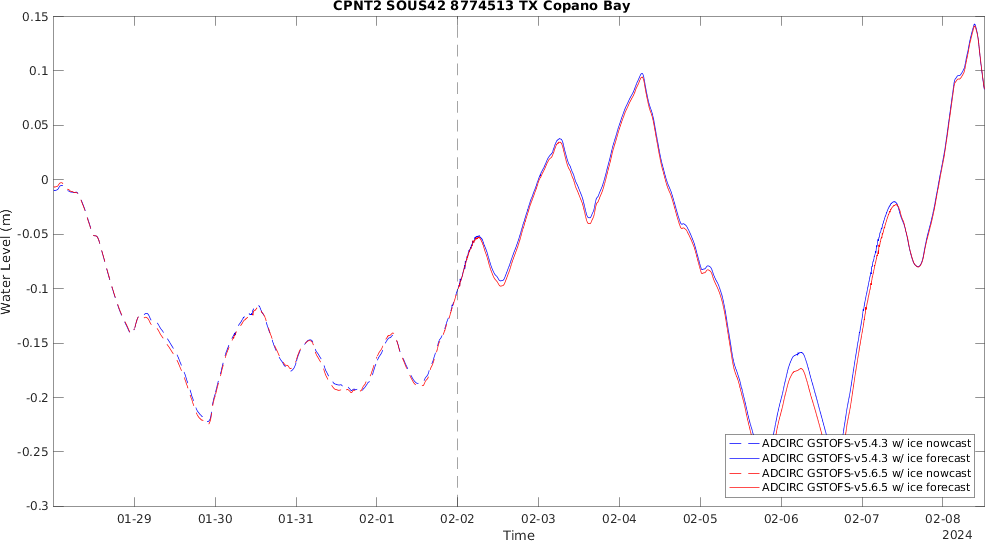 CPNT2 SOUS42 8774513 TX Copano Bay
0.15
0.1
0.05
0
-0.05
-0.1
-0.15
-0.2
-0.25
-0.3
Water Level (m)
ADCIRC GSTOFS-v5.4.3 w/ ice nowcast
ADCIRC GSTOFS-v5.4.3 w/ ice forecast
ADCIRC GSTOFS-v5.6.5 w/ ice nowcast
ADCIRC GSTOFS-v5.6.5 w/ ice forecast
01-29 01-30 01-31 02-01 02-02 02-03 02-04 02-05 02-06 02-07 02-08
Time 2024